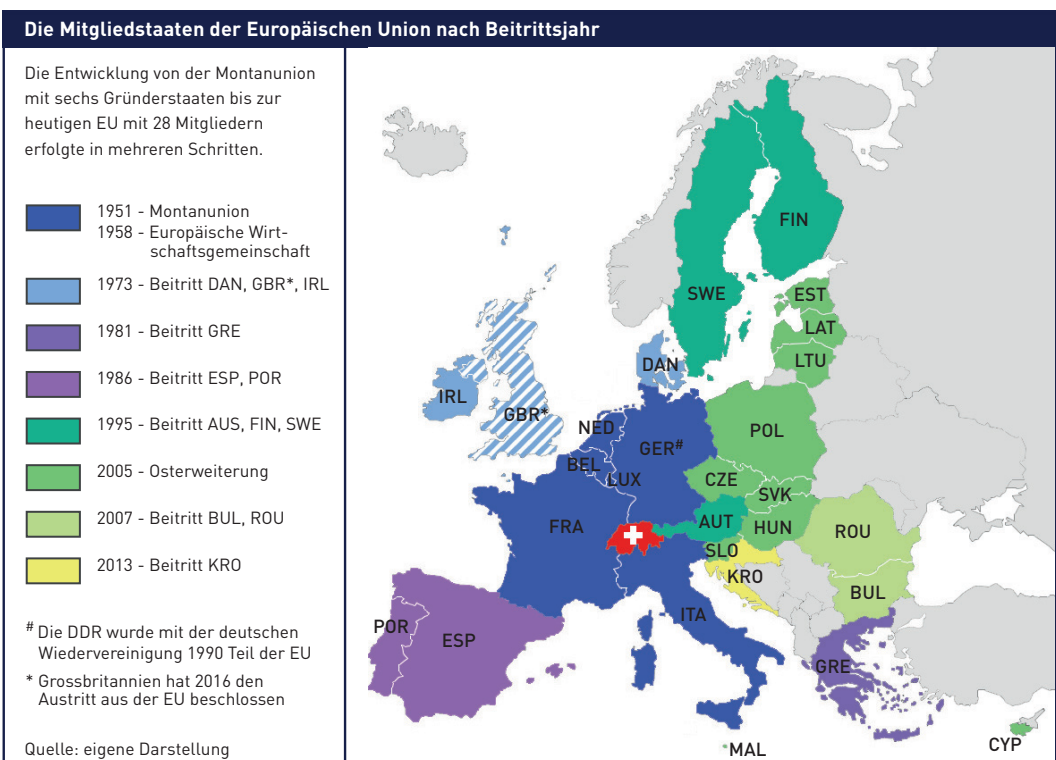 Die Mitgliedstaaten der Europäischen Union nach Beitrittsjahr
Die Entwicklung von der Montanunion
mit sechs Gründerstaaten bis zur
heutigen EU mit 28 Mitgliedern
erfolgte in mehreren Schritten.
1951 - Montanunion
1958 - Europäische Wirt-
schaftsgemeinschaft
1973 - Beitritt DAN, GBR*, IRL
1981 - Beitritt GRE
1986 - Beitritt ESP, POR
1995 - Beitritt AUS, FIN, SWE
2005 - Osterweiterung
2007 - Beitritt BUL, ROU
2013 - Beitritt KRO
# Die DDR wurde mit der deutschen
Wiedervereinigung 1990 Teil der EU
* Grossbritannien hat 2016 den
Austritt aus der EU beschlossen
Quelle: eigene Darstellung
FIN
SWE
EST
LAT
LTU
DAN
IRL
GBR*
NED
POL
GER#
BEL
LUX
CZE
SVK
FRA
AUT
HUN
ROU
SLO
KRO
BUL
ITA
POR
ESP
GRE
MAL
CYP